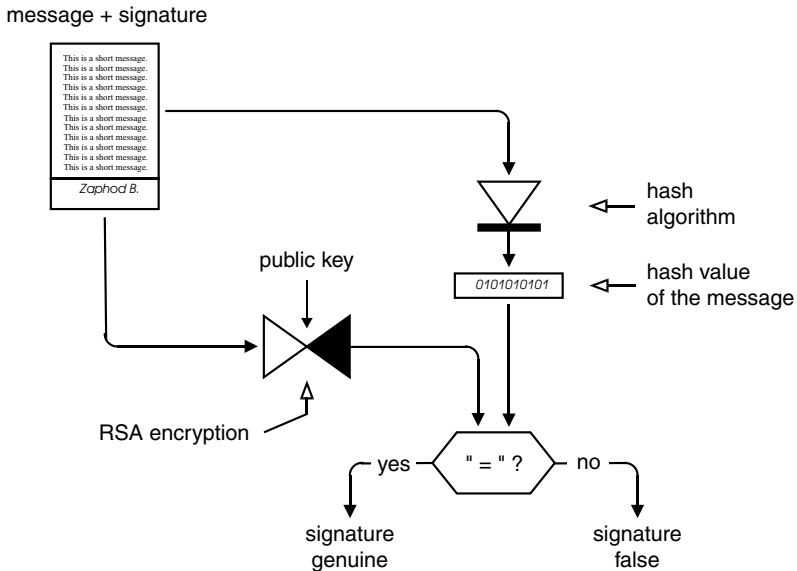 message + signature
This is a short message.
This is a short message.
This is a short message.
This is a short message.
This is a short message.
This is a short message.
This is a short message.
This is a short message.
This is a short message.
This is a short message.
This is a short message.
This is a short message.
Zaphod B.
hash
algorithm
public key
0101010101
hash value
of the message
RSA encryption
yes
" = " ?
no
signature
genuine
signature
false